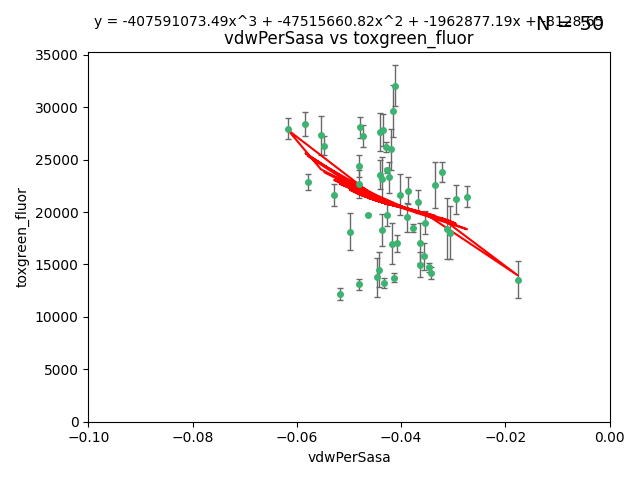 y = -407591073.49x^3 + -47515660.82x^2 + -1962877.19x +
N = 50
vdwPerSasa vs toxgreen_fluor
35000
30000
25000
20000
15000
10000
5000
0
toxgreen_fluor
−0.10 −0.08 −0.06 −0.04 −0.02 0.00
vdwPerSasa